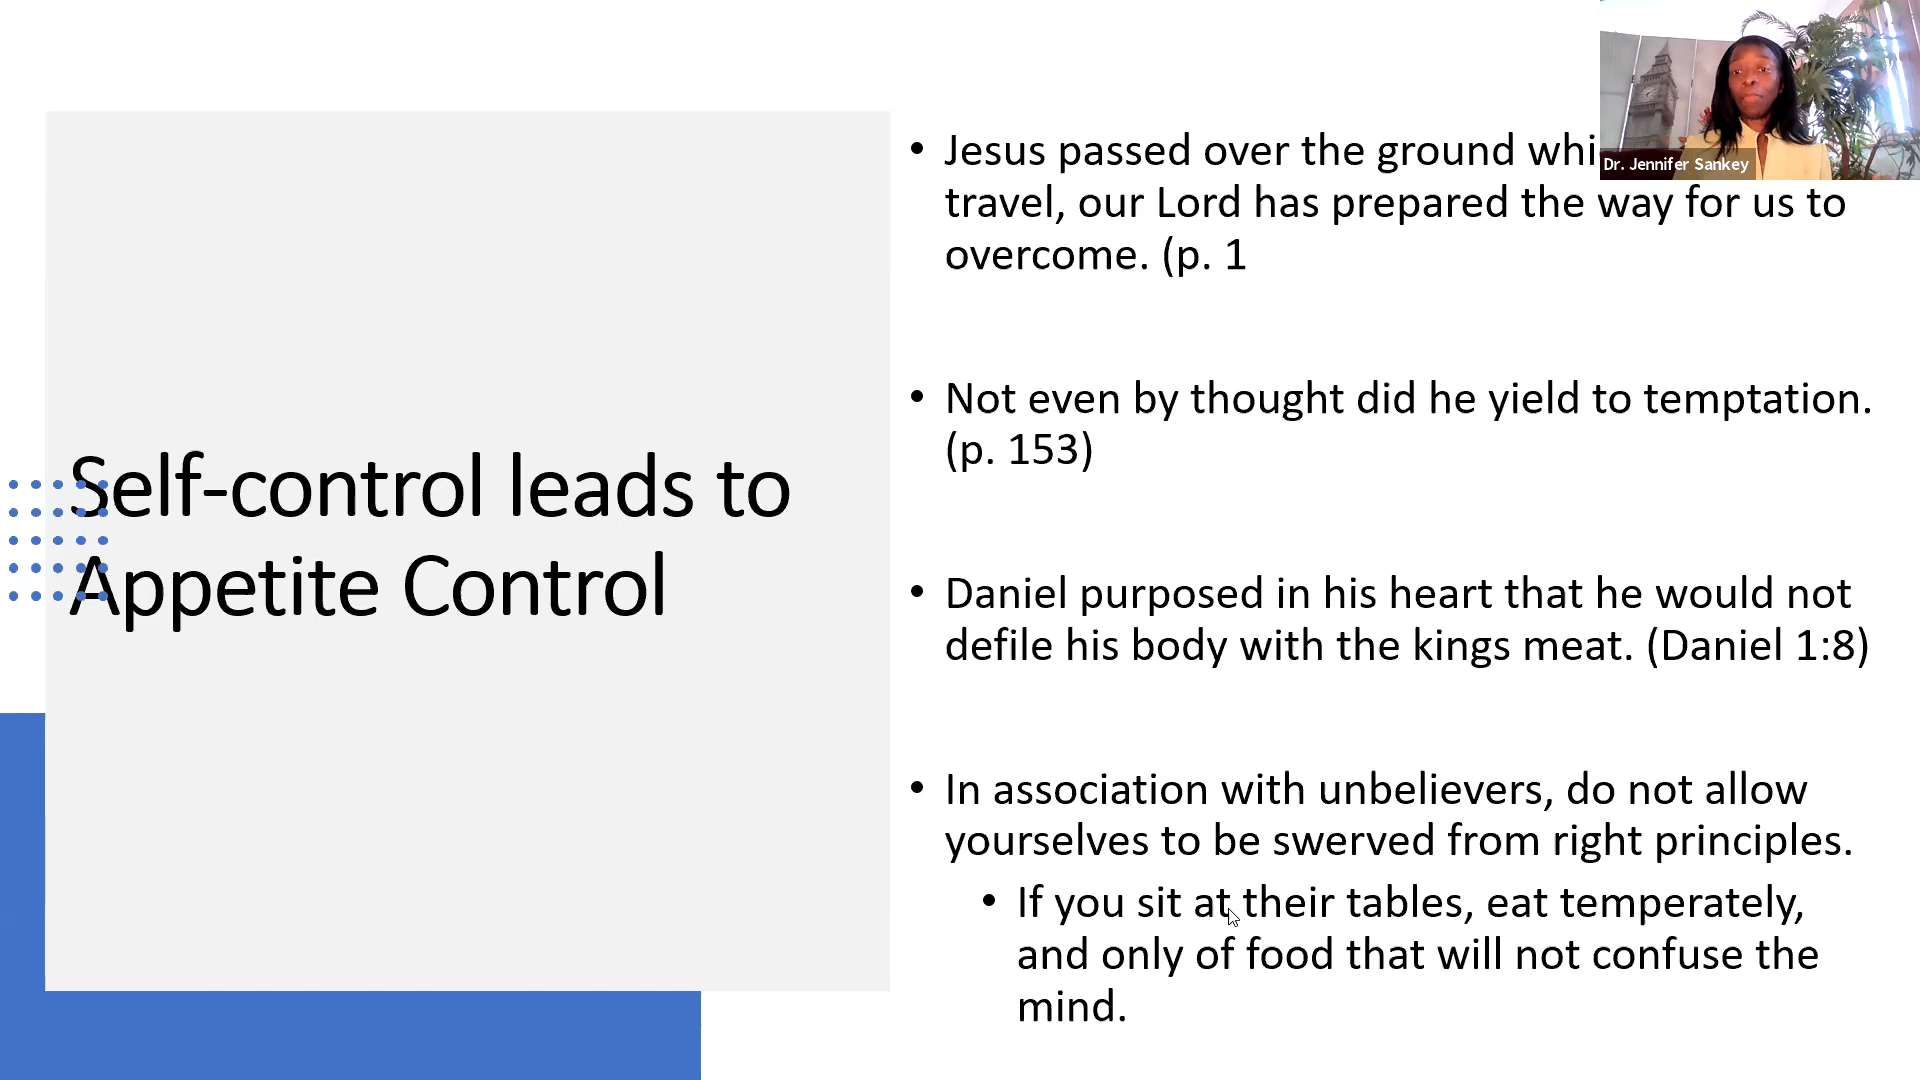 Self-control leads to
Appetite Control
• Jesus passed over the ground
travel, our Lord has prepared the way for us to
overcome. (p. 1
• Not even by thought did he yield to temptation.
(p. 153)
• Daniel purposed in his heart that he would not
defile his body with the kings meat. (Daniel 1:8)
• In association with unbelievers, do not allow
yourselves to be swerved from right principles.
• If you sit at their tables, eat temperately,
and only of food that will not confuse the
mind.
Dr. Jennifer Sankey